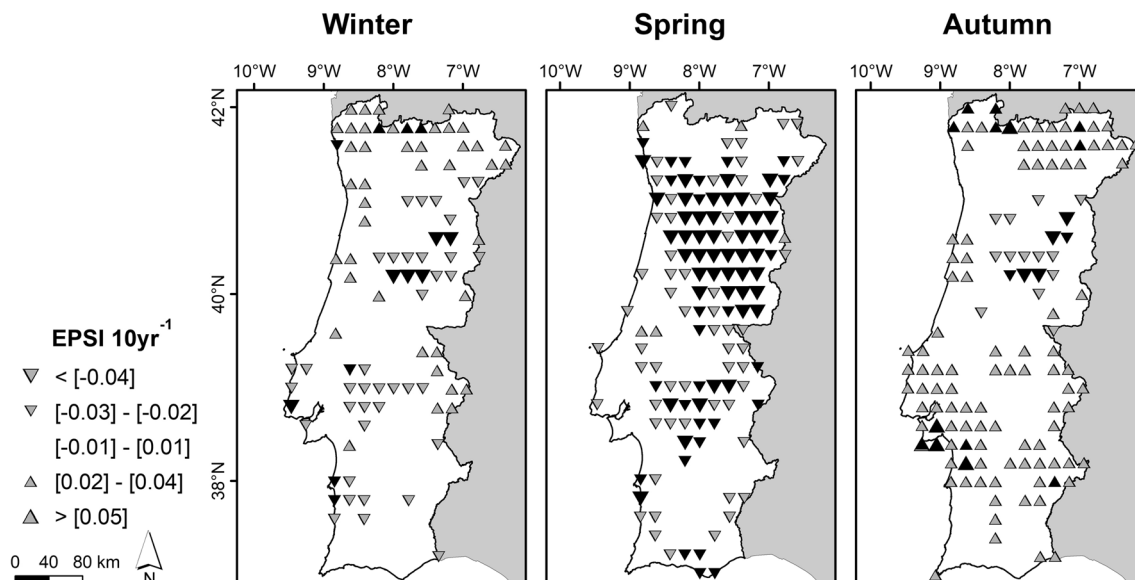 Winter Spring Autumn
10°W 9°W 8°W 7°W 10°W 9°W 8°W 7°W 10°W 9°W 8°W 7°W
42°N
40°N
38°N
EPSI 10yr⁻¹
< [-0.04]
[-0.03] - [-0.02]
[-0.01] - [0.01]
[0.02] - [0.04]
> [0.05]
0 40 80 km
N